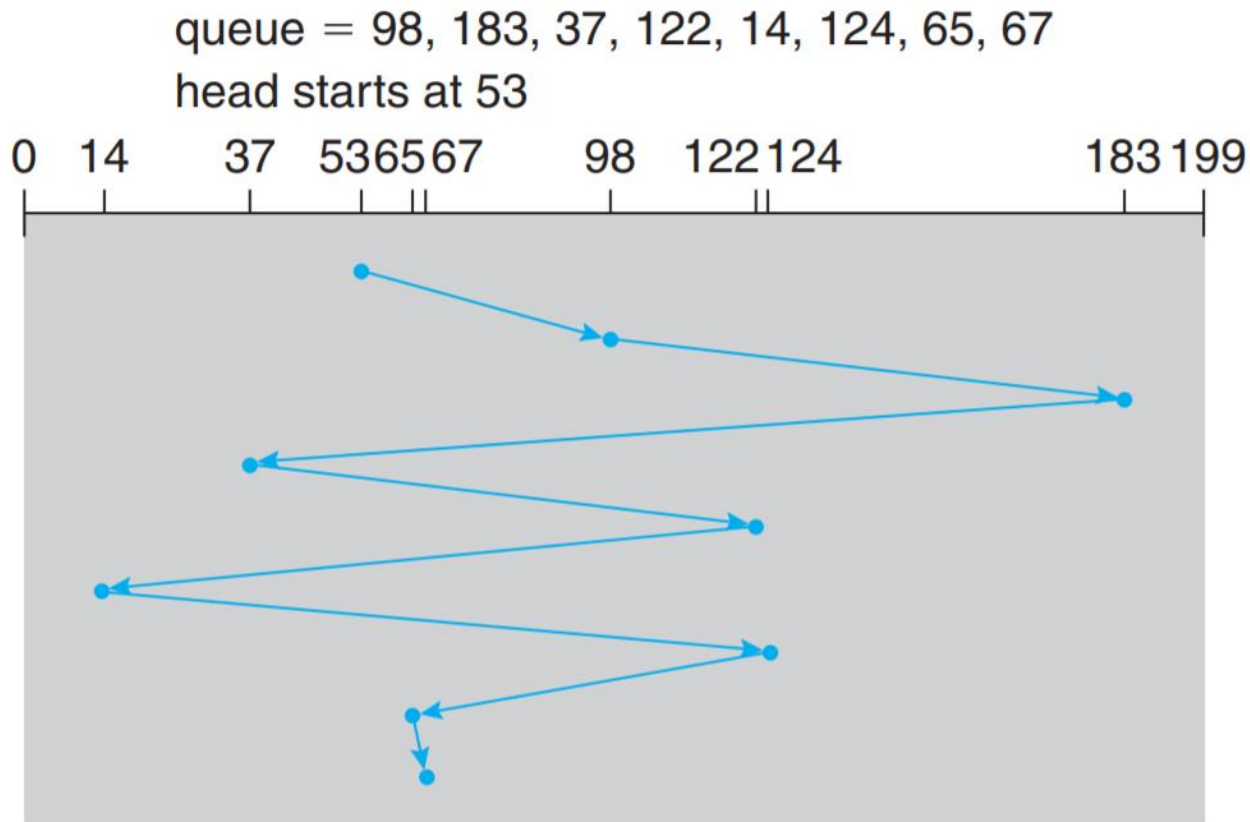 queue = 98, 183, 37, 122, 14, 124, 65, 67
head starts at 53
0 14 37 53 65 67 98 122 124 183 199